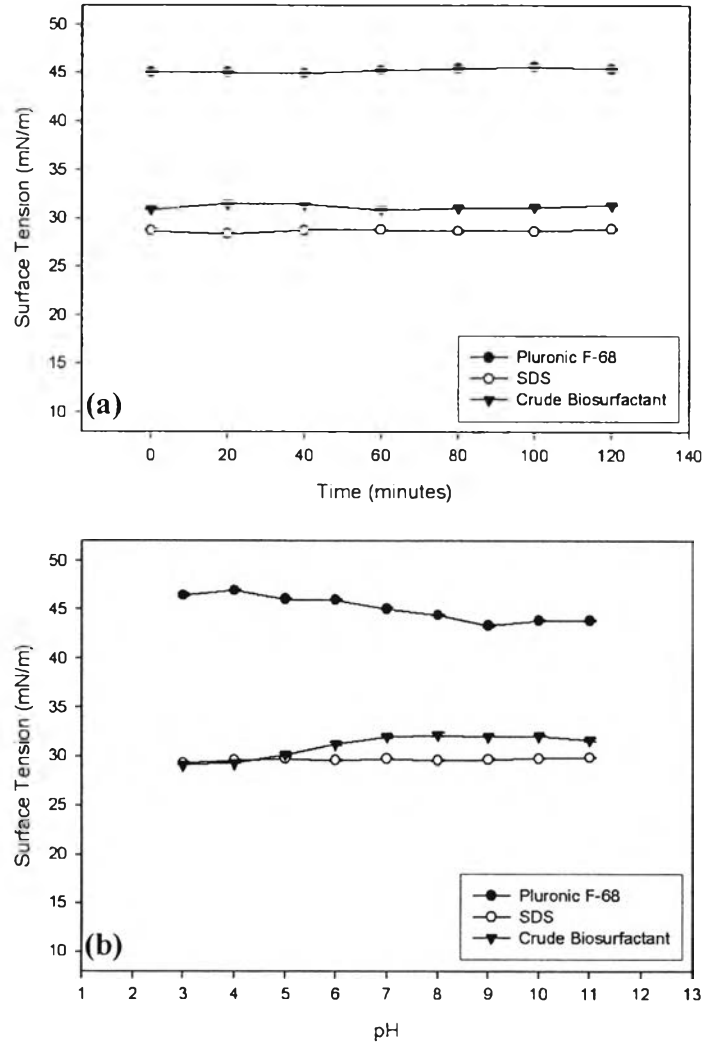 50
45
40
35
30
25
20
15
10
Surface Tension (mN/m)
(a)
Pluronic F-68
SDS
Crude Biosurfactant
0 20 40 60 80 100 120 140
Time (minutes)
50
45
40
35
30
25
20
15
10
Surface Tension (mN/m)
(b)
Pluronic F-68
SDS
Crude Biosurfactant
1 2 3 4 5 6 7 8 9 10 11 12 13
pH